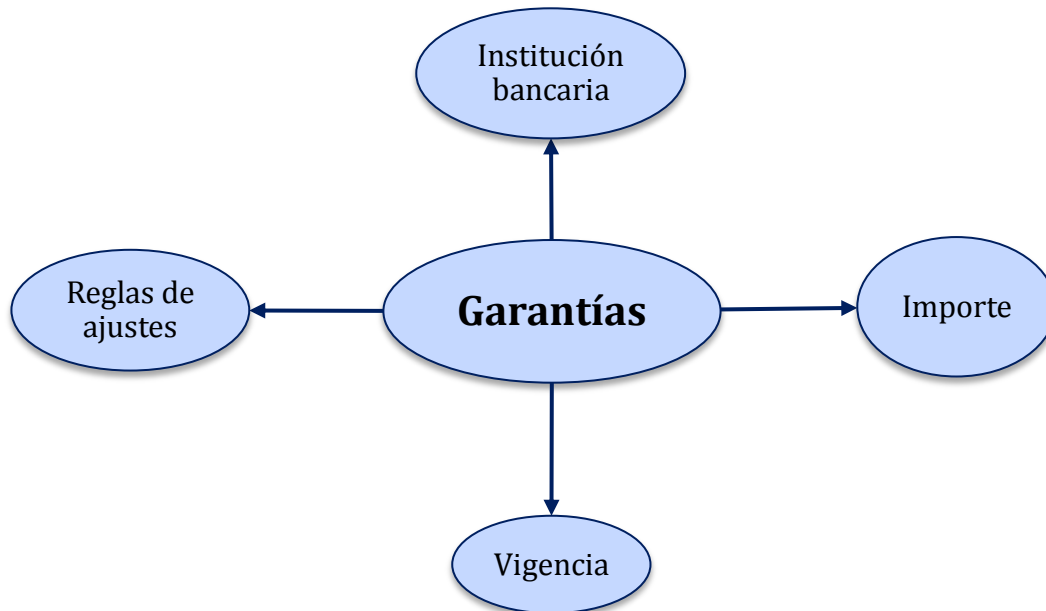 Institución
bancaria
Reglas de
ajustes
Garantías
Importe
Vigencia